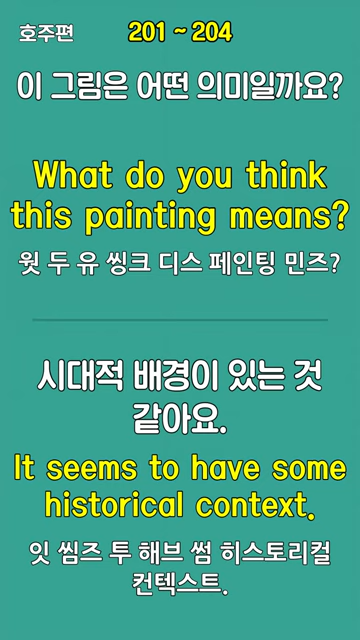 호주편
201 ~ 204
이 그림은 어떤 의미일까요?
What do you think
this painting means?
웟 두 유 씽크 디스 페인팅 민즈?
시대적 배경이 있는 것
같아요.
It seems to have some
historical context.
잇 씸즈 투 해브 썸 히스토리컬
컨텍스트.